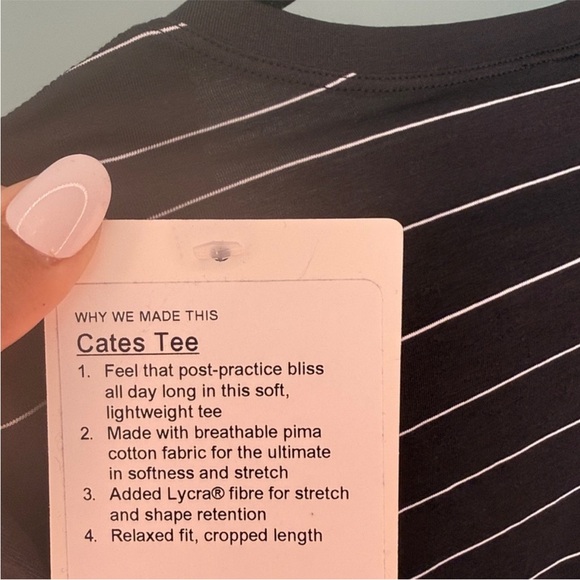 WHY WE MADE THIS
Cates Tee
1. Feel that post-practice bliss
all day long in this soft,
lightweight tee
2. Made with breathable pima
cotton fabric for the ultimate
in softness and stretch
3. Added Lycra® fibre for stretch
and shape retention
4. Relaxed fit, cropped length